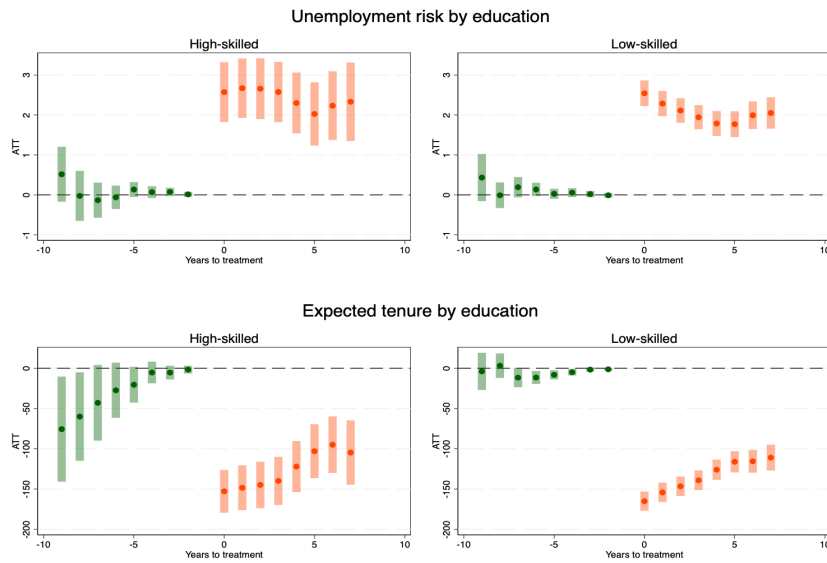 Unemployment risk by education
High-skilled
Low-skilled
3
2
1
0
-1
ATT
-10
-5
0
5
10
Years to treatment
3
2
1
0
-1
ATT
-10
-5
0
5
10
Years to treatment
Expected tenure by education
High-skilled
Low-skilled
0
-50
-100
-150
-200
ATT
-10
-5
0
5
10
Years to treatment
0
-50
-100
-150
-200
ATT
-10
-5
0
5
10
Years to treatment